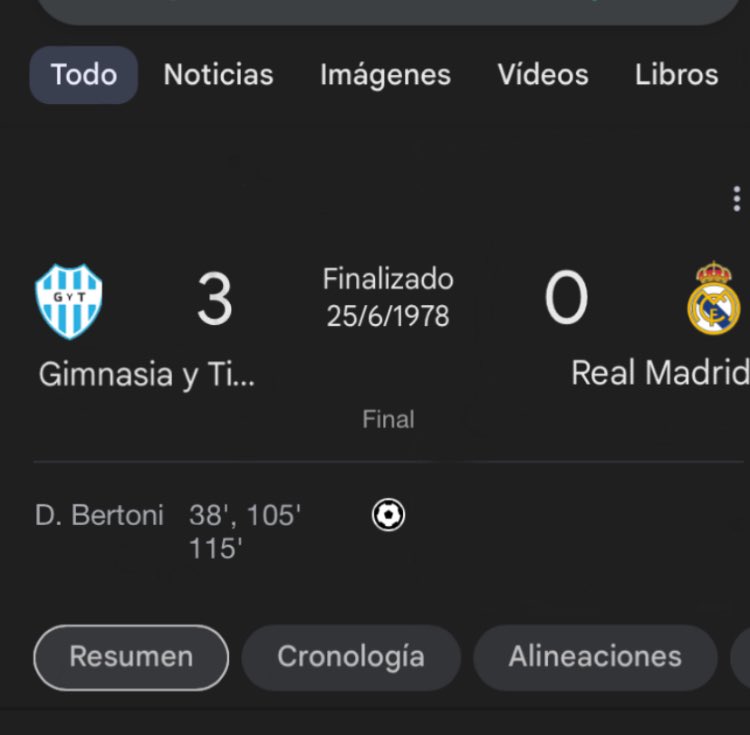 Todo Noticias Imágenes Vídeos Libros
GYT
3 Finalizado 0
25/6/1978
Gimnasia y Ti... Real Madrid
Final
D. Bertoni 38', 105'
115'
Resumen Cronología Alineaciones